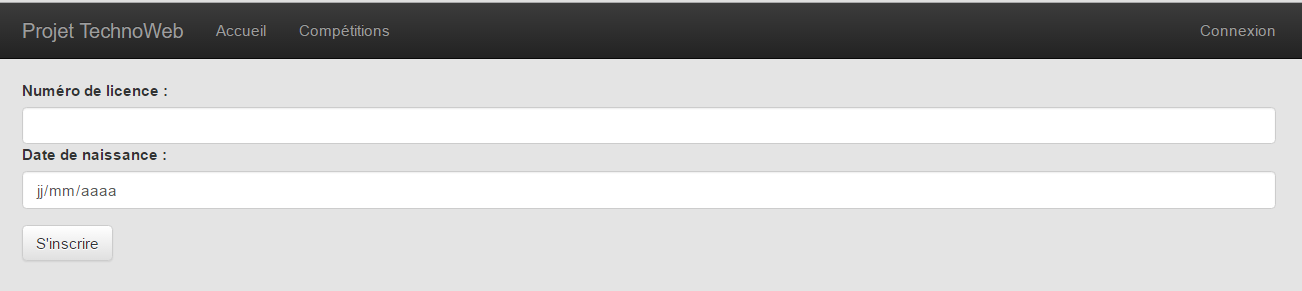 Projet TechnoWeb Accueil Compétitions Connexion
Numéro de licence :
Date de naissance :
jj/mm/aaaa
S'inscrire